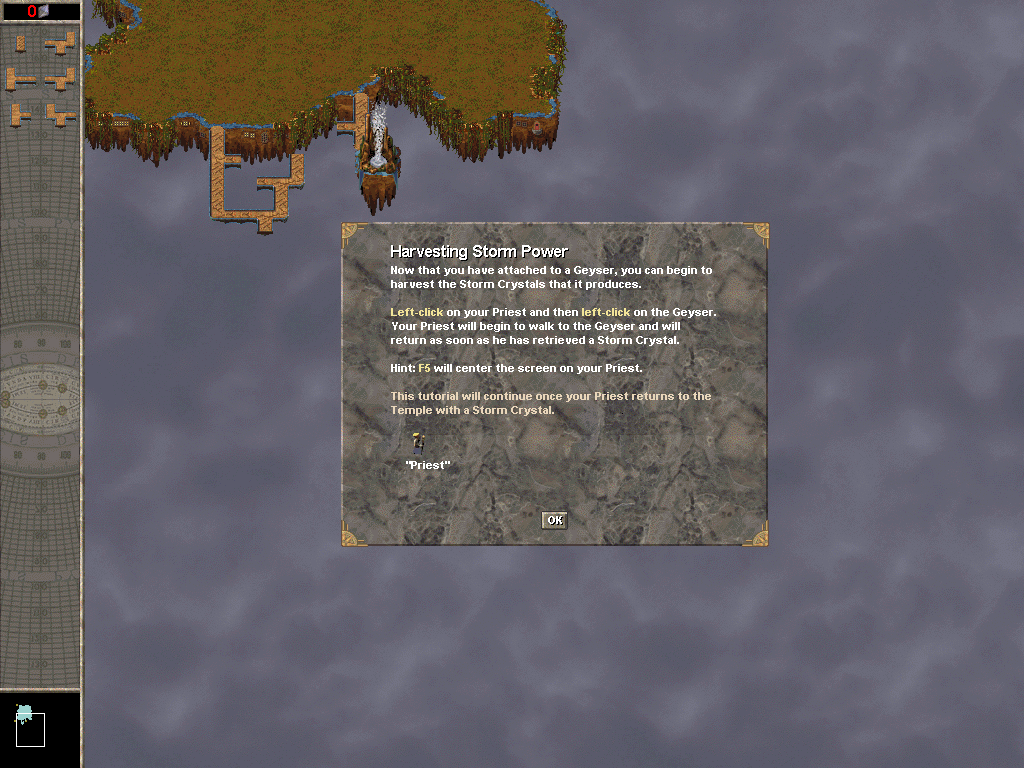 0
Harvesting Storm Power
Now that you have attached to a Geyser, you can begin to
harvest the Storm Crystals that it produces.
Left-click on your Priest and then left-click on the Geyser.
Your Priest will begin to walk to the Geyser and will
return as soon as he has retrieved a Storm Crystal.
Hint: F5 will center the screen on your Priest.
This tutorial will continue once your Priest returns to the
Temple with a Storm Crystal.
"Priest"
OK